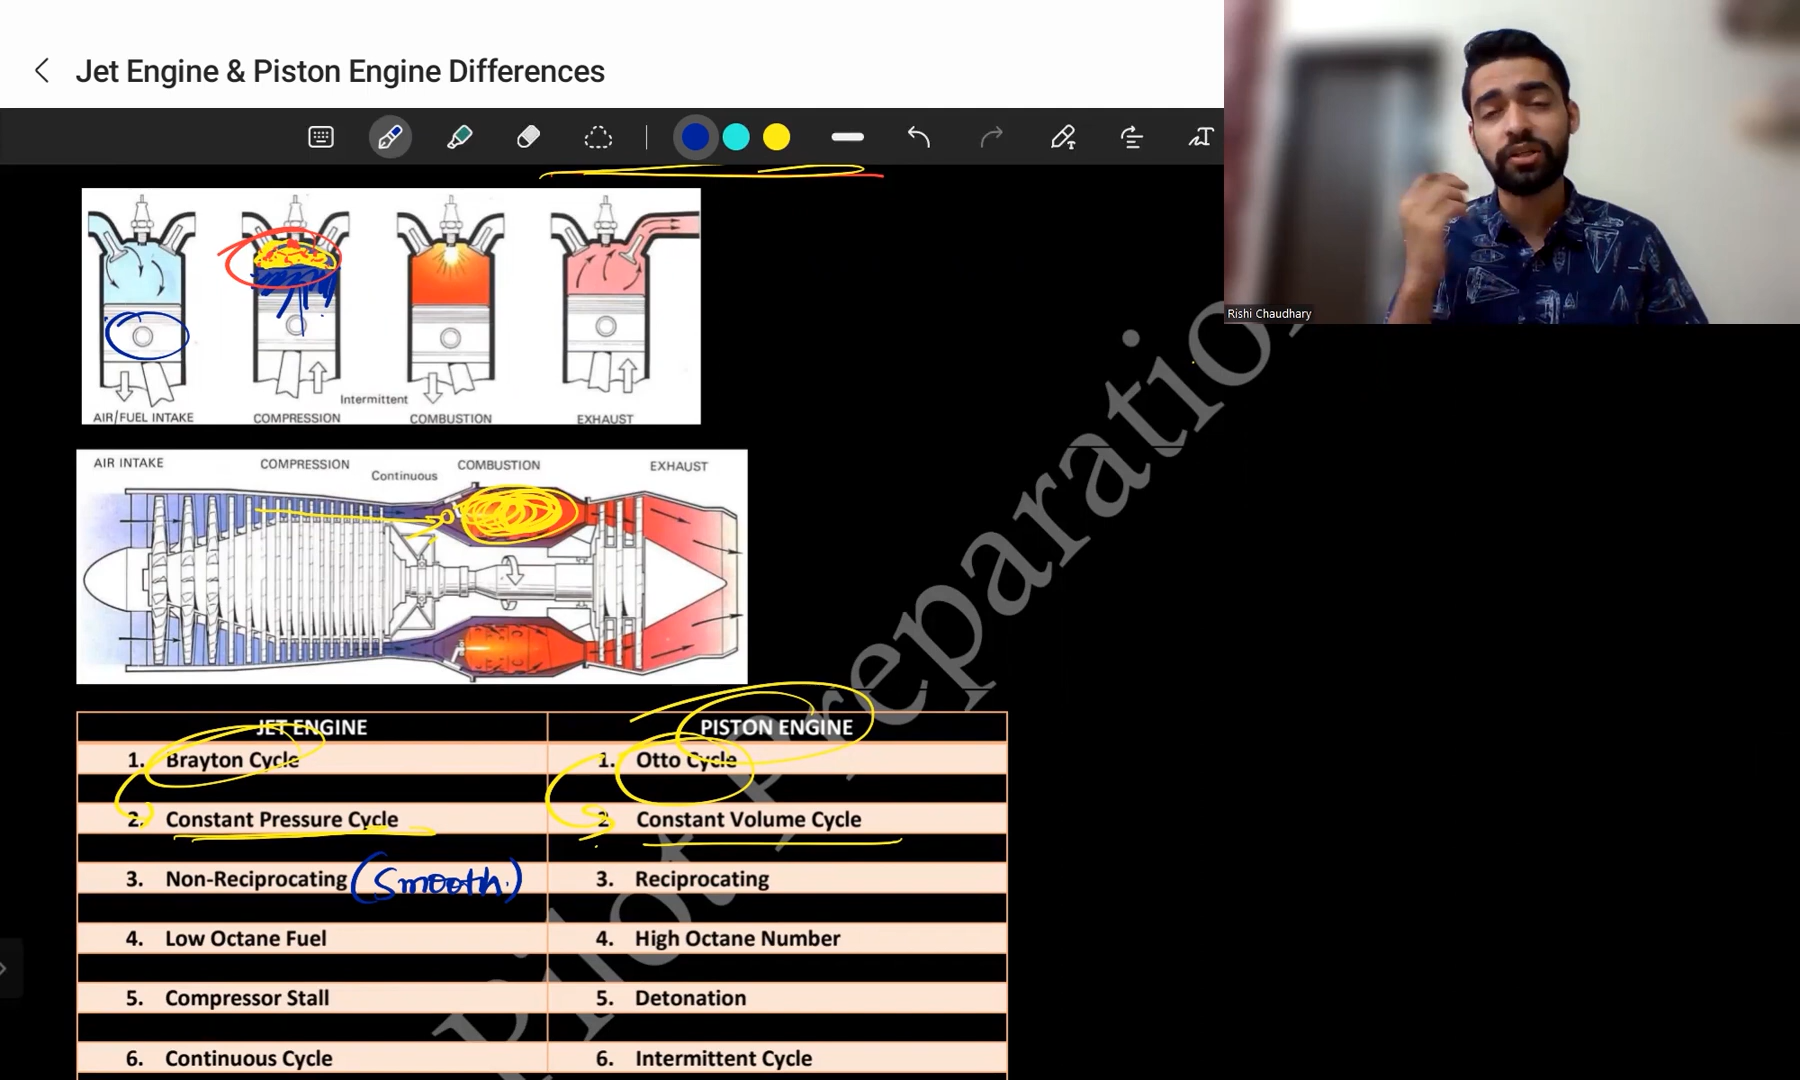 Jet Engine & Piston Engine Differences
Rishi Chaudhary
Intermittent
AIR/FUEL INTAKE COMPRESSION COMBUSTION EXHAUST
AIR INTAKE COMPRESSION COMBUSTION EXHAUST
Continuous
JET ENGINE PISTON ENGINE
1. Brayton Cycle 1. Otto Cycle
2. Constant Pressure Cycle 2. Constant Volume Cycle
3. Non-Reciprocating (Smooth) 3. Reciprocating
4. Low Octane Fuel 4. High Octane Number
5. Compressor Stall 5. Detonation
6. Continuous Cycle 6. Intermittent Cycle
Pilot Preparation